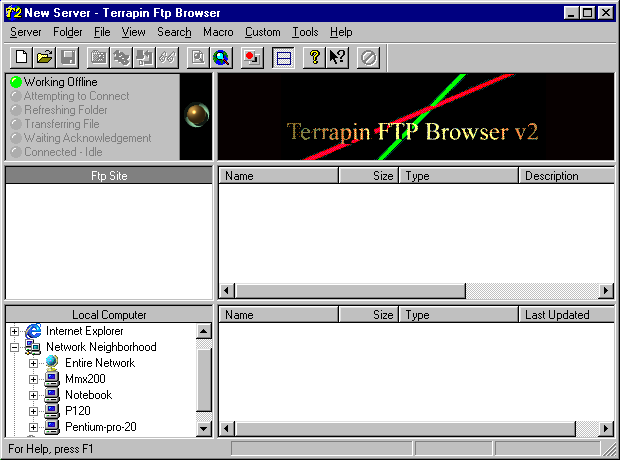 New Server - Terrapin Ftp Browser
Server Folder File View Search Macro Custom Tools Help
Working Offline
Attempting to Connect
Refreshing Folder
Transferring File
Waiting Acknowledgement
Connected - Idle
Terrapin FTP Browser v2
Ftp Site
Name Size Type Description
Local Computer
Internet Explorer
Network Neighborhood
Entire Network
Mmx200
Notebook
P120
Pentium-pro-20
Name Size Type Last Updated
For Help, press F1